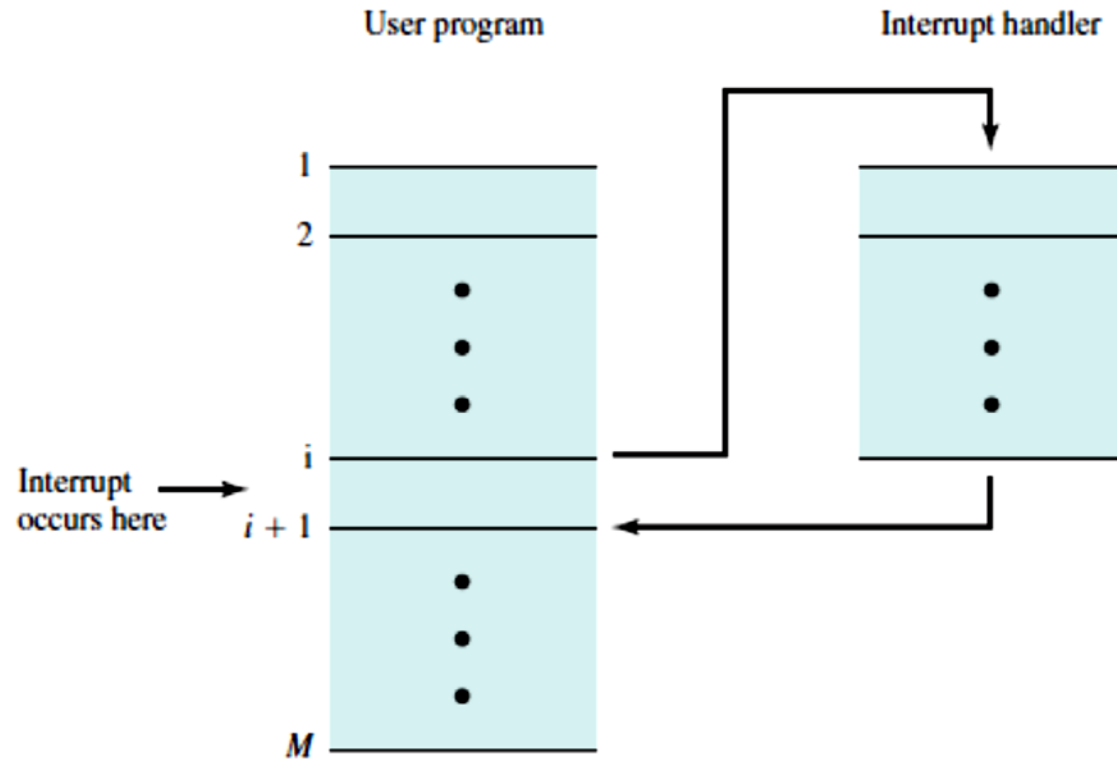 User program
Interrupt handler
1
2
i
Interrupt
occurs here
i + 1
M